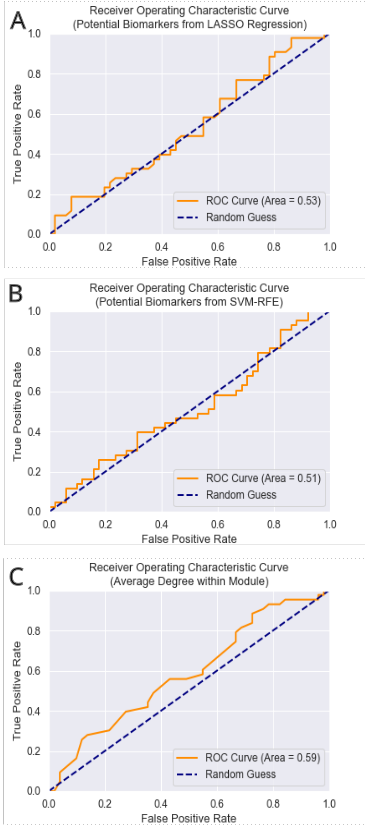 A
Receiver Operating Characteristic Curve
(Potential Biomarkers from LASSO Regression)
True Positive Rate
1.0
0.8
0.6
0.4
0.2
0.0
ROC Curve (Area = 0.53)
Random Guess
0.0 0.2 0.4 0.6 0.8 1.0
False Positive Rate
B
Receiver Operating Characteristic Curve
(Potential Biomarkers from SVM-RFE)
True Positive Rate
1.0
0.8
0.6
0.4
0.2
0.0
ROC Curve (Area = 0.51)
Random Guess
0.0 0.2 0.4 0.6 0.8 1.0
False Positive Rate
C
Receiver Operating Characteristic Curve
(Average Degree within Module)
True Positive Rate
1.0
0.8
0.6
0.4
0.2
0.0
ROC Curve (Area = 0.59)
Random Guess
0.0 0.2 0.4 0.6 0.8 1.0
False Positive Rate